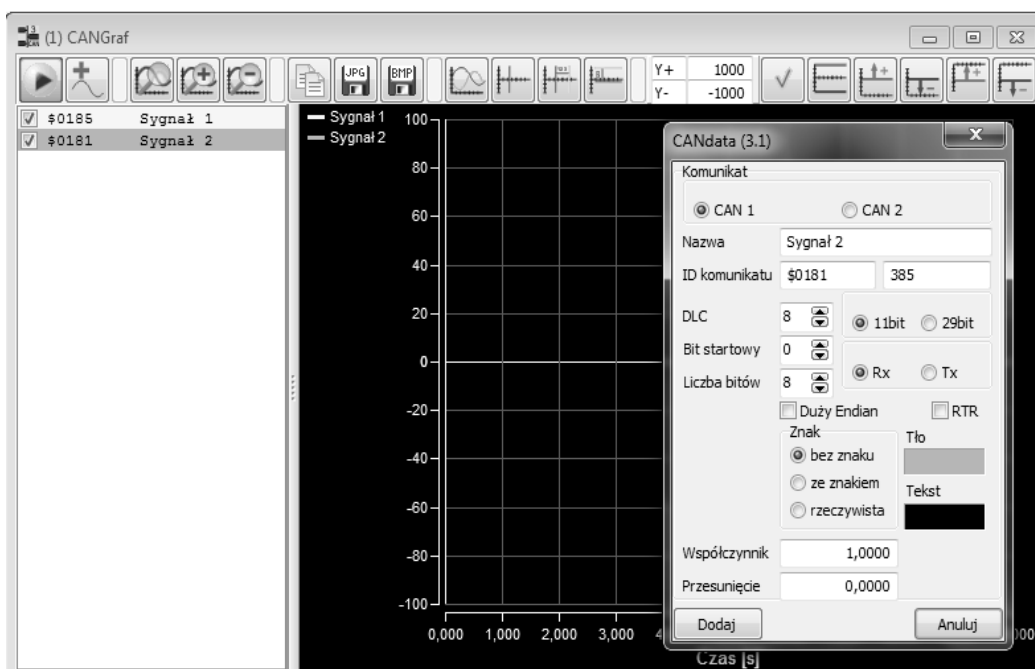 (1) CANGraf
JPG
BMP
Y+ 1000
Y- -1000
$0185 Sygnał 1
$0181 Sygnał 2
Sygnał 1
Sygnał 2
100
80
60
40
20
0
-20
-40
-60
-80
-100
0,000 1,000 2,000 3,000 4
Czas [s]
CANdata (3.1)
Komunikat
CAN 1 CAN 2
Nazwa Sygnał 2
ID komunikatu $0181 385
DLC 8 11bit 29bit
Bit startowy 0
Liczba bitów 8 Rx Tx
Duży Endian RTR
Znak Tło
bez znaku
ze znakiem Tekst
rzeczywista
Współczynnik 1,0000
Przesunięcie 0,0000
Dodaj Anuluj